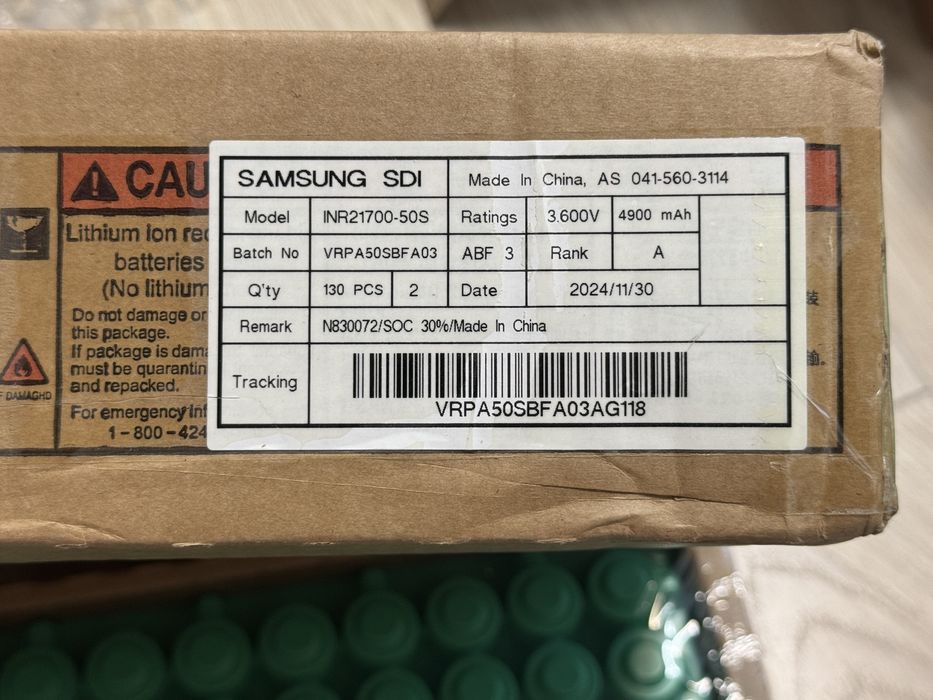 CAU
SAMSUNG SDI Made In China, AS 041-560-3114
Model INR21700-50S Ratings 3.600V 4900 mAh
Batch No VRPA50SBFA03 ABF 3 Rank A
Q'ty 130 PCS 2 Date 2024/11/30
Remark N830072/SOC 30%/Made In China
Tracking
VRPA50SBFA03AG118
Lithium Ion rec
batteries
(No lithium
Do not damage or
this package.
If package is dama
must be quarantin
and repacked.
For emergency inf
1-800-424
F DAMAGHD